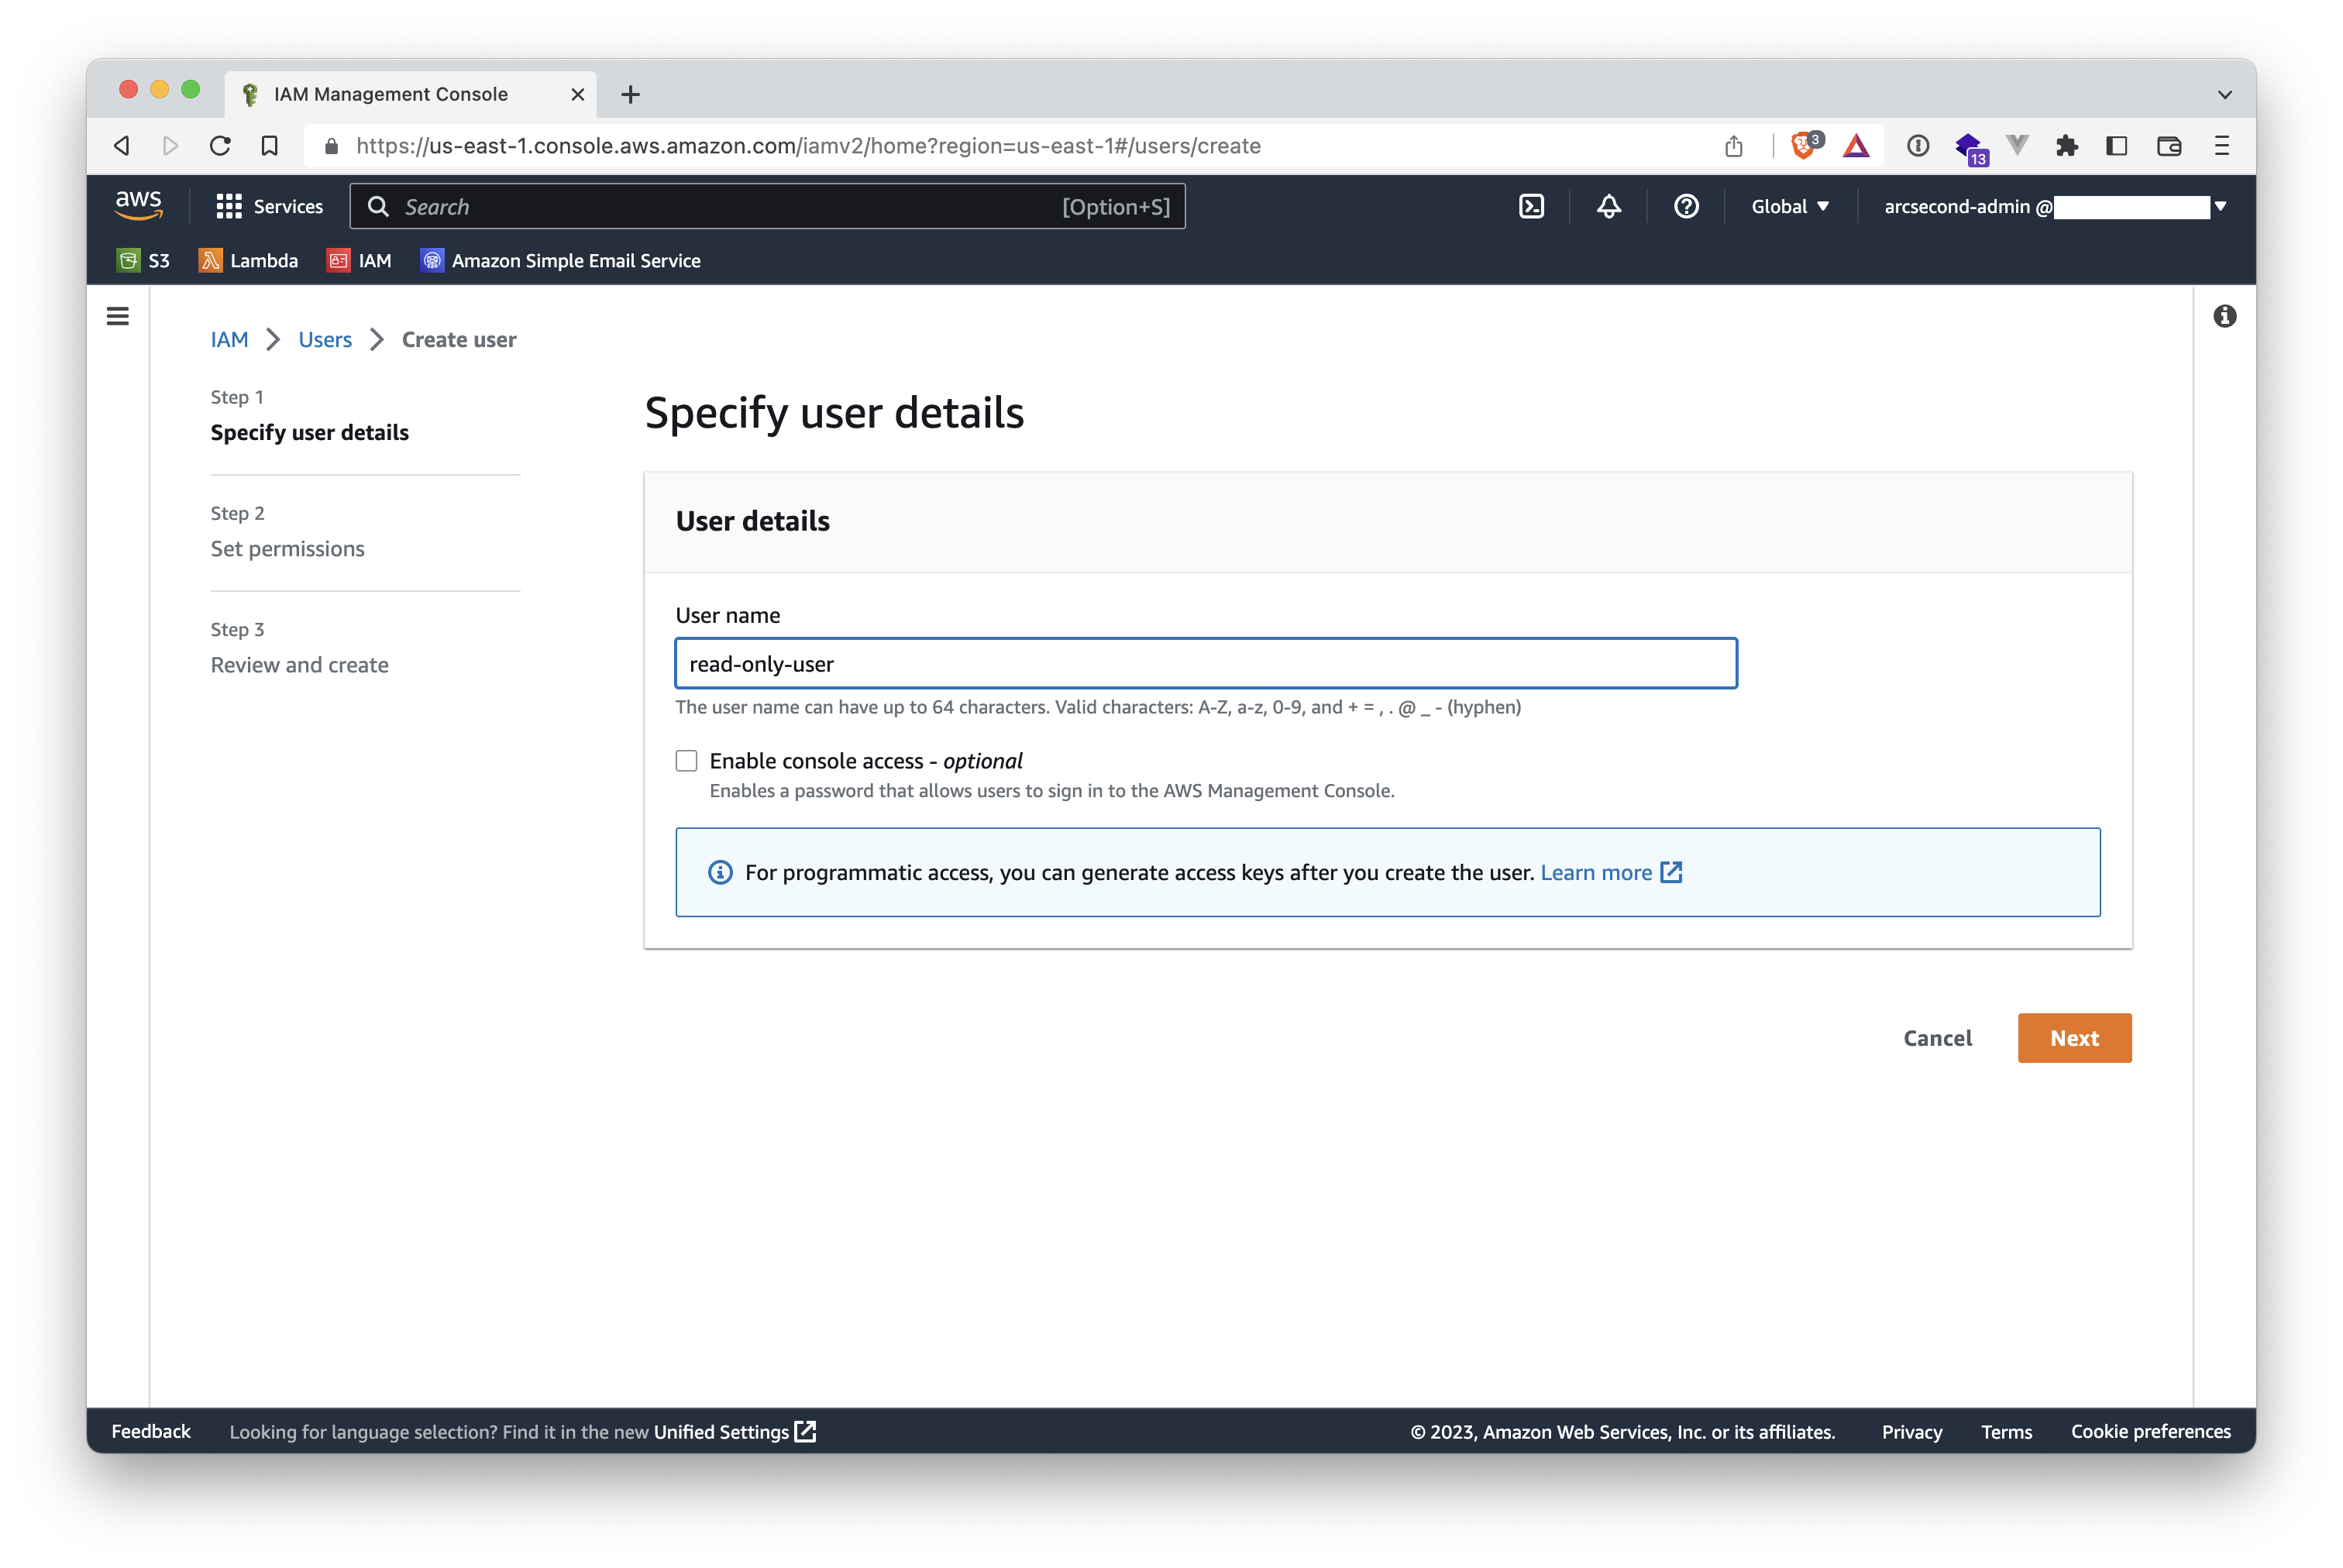 IAM Management Console
https://us-east-1.console.aws.amazon.com/iamv2/home?region=us-east-1#/users/create
3
13
aws
Services
Search
[Option+S]
Global
arcsecond-admin @
S3
Lambda
IAM
Amazon Simple Email Service
IAM
Users
Create user
Step 1
Specify user details
Step 2
Set permissions
Step 3
Review and create
Specify user details
User details
User name
read-only-user
The user name can have up to 64 characters. Valid characters: A-Z, a-z, 0-9, and + = , . @ _ - (hyphen)
Enable console access - optional
Enables a password that allows users to sign in to the AWS Management Console.
For programmatic access, you can generate access keys after you create the user. Learn more
Cancel
Next
Feedback
Looking for language selection? Find it in the new Unified Settings
© 2023, Amazon Web Services, Inc. or its affiliates.
Privacy
Terms
Cookie preferences